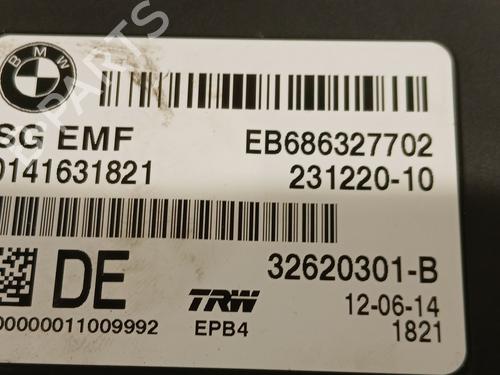 BMW
SG EMF
EB686327702
0141631821
231220-10
32620301-B
DE
TRW
12-06-14
00000011009992
EPB4
1821